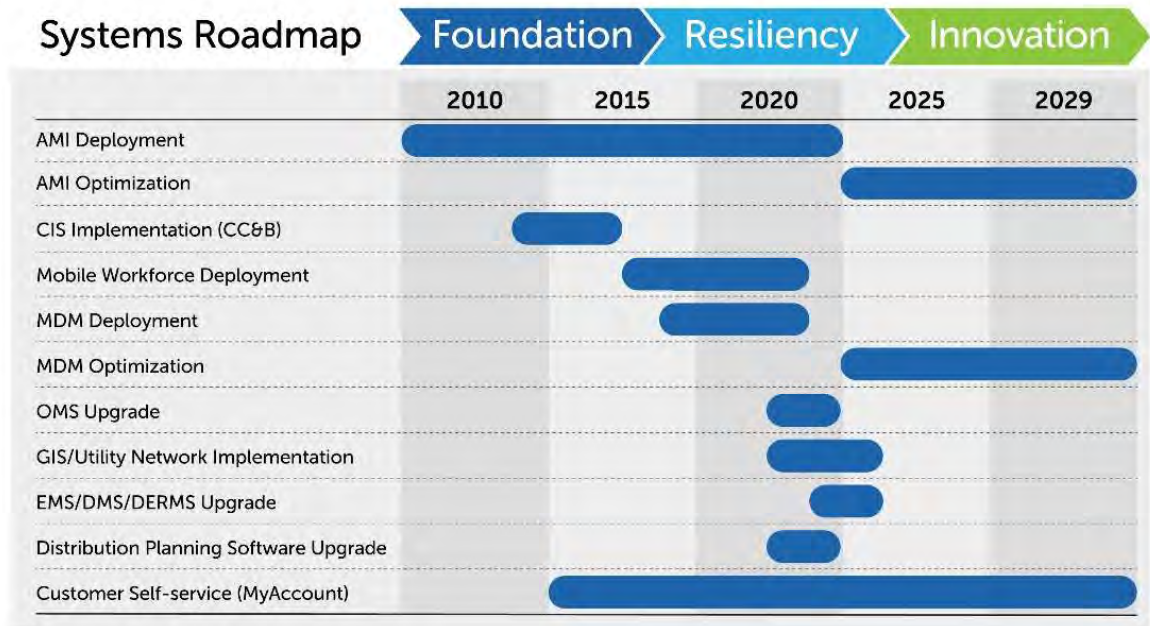 Systems Roadmap Foundation Resiliency Innovation
2010 2015 2020 2025 2029
AMI Deployment
AMI Optimization
CIS Implementation (CC&B)
Mobile Workforce Deployment
MDM Deployment
MDM Optimization
OMS Upgrade
GIS/Utility Network Implementation
EMS/DMS/DERMS Upgrade
Distribution Planning Software Upgrade
Customer Self-service (MyAccount)